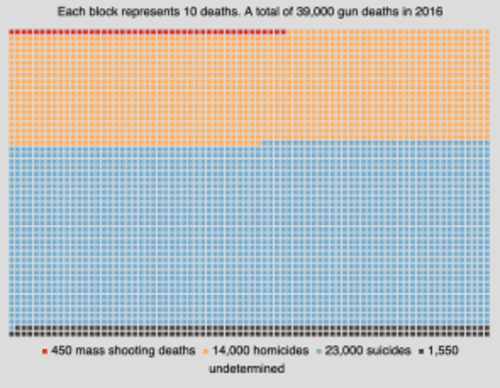 Each block represents 10 deaths. A total of 39,000 gun deaths in 2016
450 mass shooting deaths 14,000 homicides 23,000 suicides 1,550
undetermined